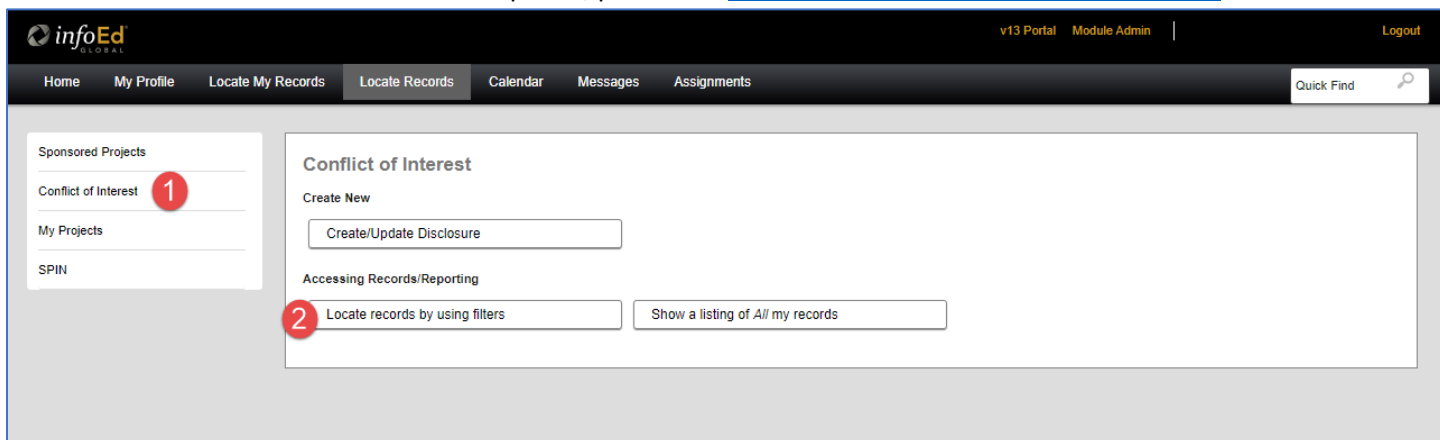 infoEd
GLOBAL
v13 Portal Module Admin Logout
Home My Profile Locate My Records Locate Records Calendar Messages Assignments
Quick Find
Sponsored Projects
Conflict of Interest 1
My Projects
SPIN
Conflict of Interest
Create New
Create/Update Disclosure
Accessing Records/Reporting
2 Locate records by using filters Show a listing of All my records